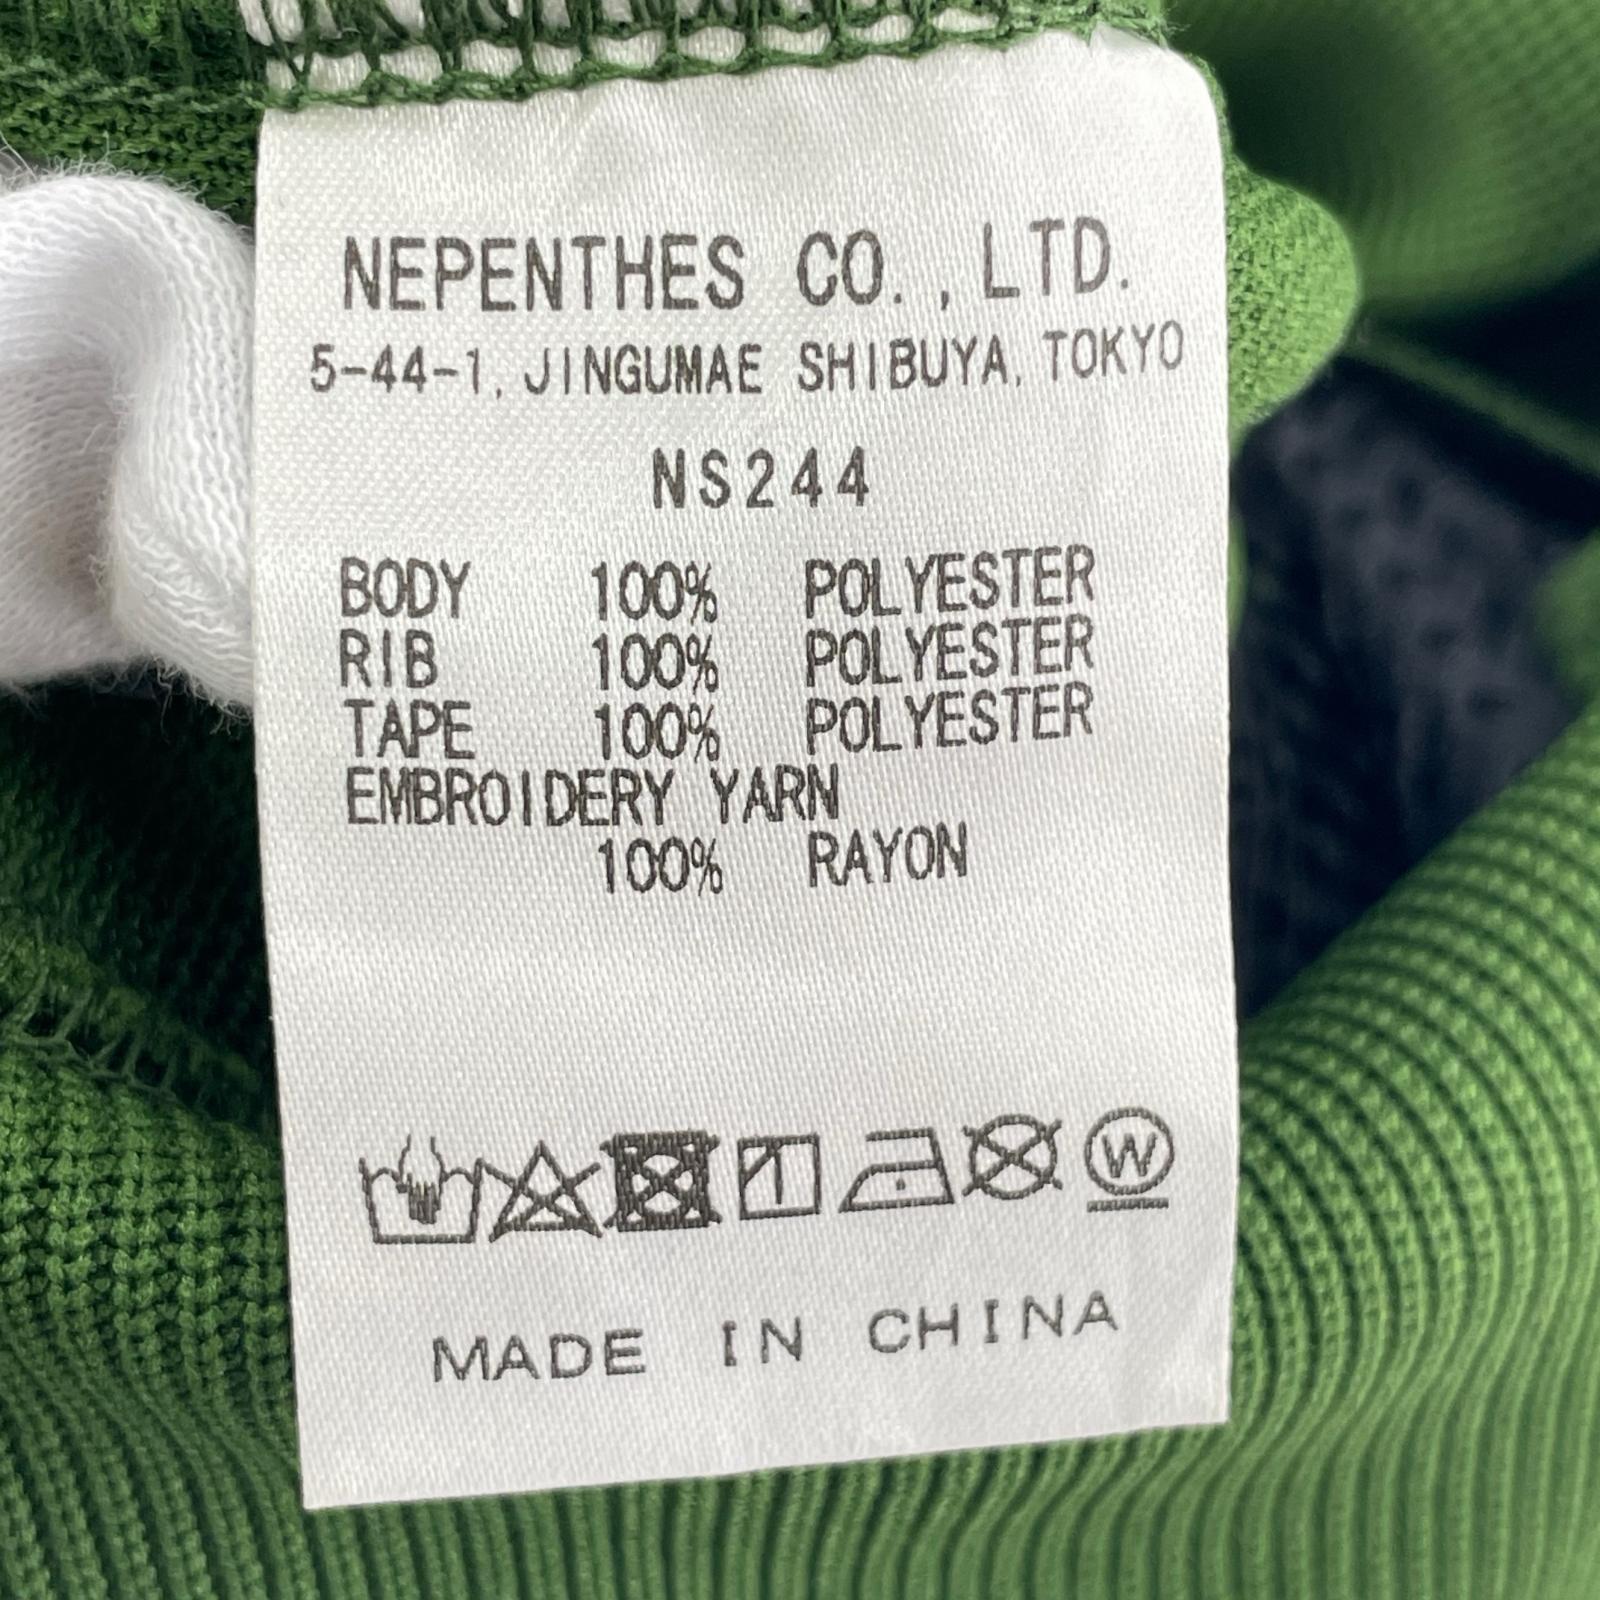 NEPENTHES CO., LTD.
5-44-1, JINGUMAE SHIBUYA, TOKYO
NS244
BODY 100% POLYESTER
RIB 100% POLYESTER
TAPE 100% POLYESTER
EMBROIDERY YARN
100% RAYON
W
MADE IN CHINA